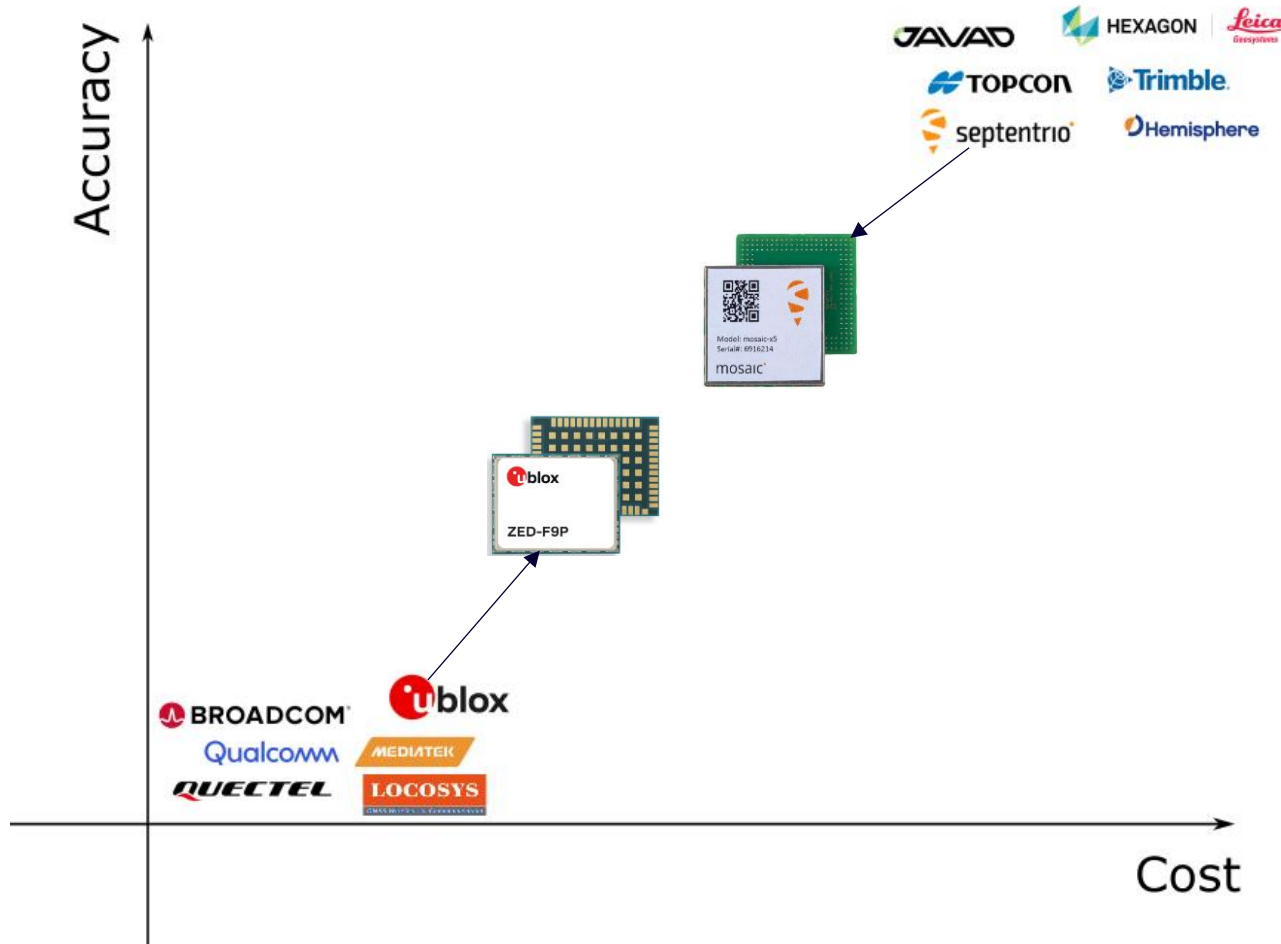 Accuracy
JAVAD
HEXAGON
Leica
Geosystems
TOPCON
Trimble.
septentrio
Hemisphere
Model: mosaic-x5
Serial#: 6916214
mosaic
ublox
ZED-F9P
ublox
BROADCOM
Qualcomm
MEDIATEK
QUECTEL
LOCOSYS
Cost